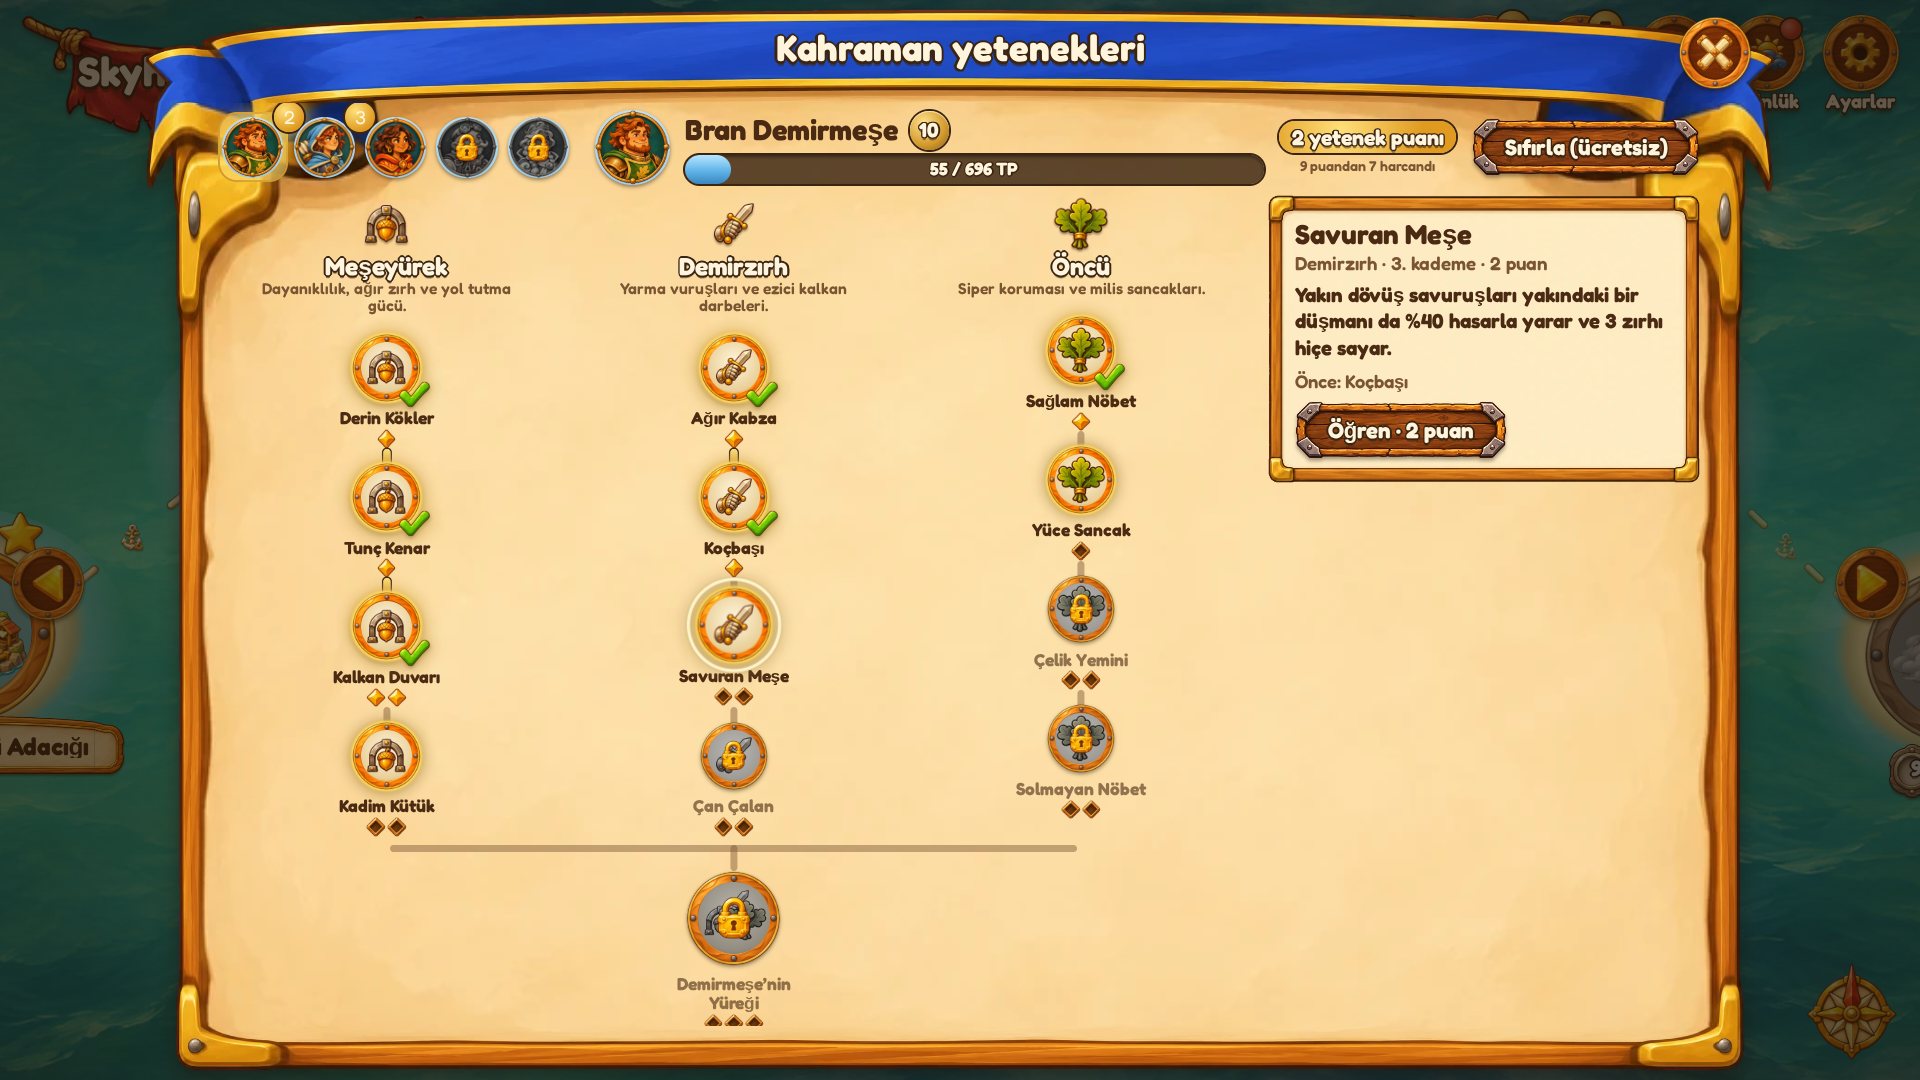 Kahraman yetenekleri
Skyh
nlük
Ayarlar
2
3
Bran Demirmeşe 10
55 / 696 TP
2 yetenek puanı
9 puandan 7 harcandı
Sıfırla (ücretsiz)
Meşeyürek
Dayanıklılık, ağır zırh ve yol tutma
gücü.
Derin Kökler
Tunç Kenar
Kalkan Duvarı
Kadim Kütük
Demirzırh
Yarma vuruşları ve ezici kalkan
darbeleri.
Ağır Kabza
Koçbaşı
Savuran Meşe
Çan Çalan
Demirmeşe'nin
Yüreği
Öncü
Siper koruması ve milis sancakları.
Sağlam Nöbet
Yüce Sancak
Çelik Yemini
Solmayan Nöbet
Savuran Meşe
Demirzırh · 3. kademe · 2 puan
Yakın dövüş savuruşları yakındaki bir
düşmanı da %40 hasarla yarar ve 3 zırhı
hiçe sayar.
Önce: Koçbaşı
Öğren · 2 puan
Adacığı